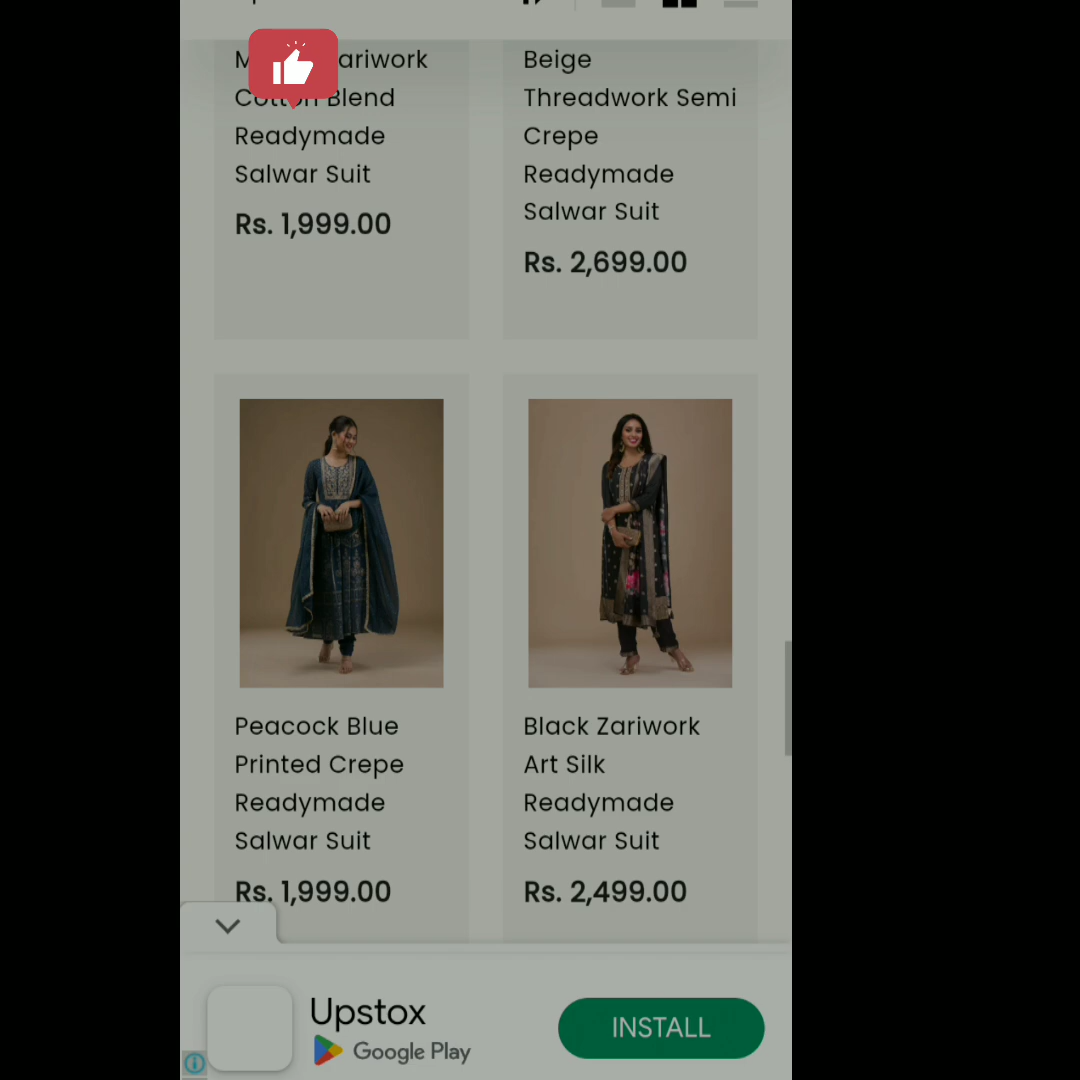 ariwork
Blend
Readymade
Salwar Suit
Rs. 1,999.00
Beige
Threadwork Semi
Crepe
Readymade
Salwar Suit
Rs. 2,699.00
Peacock Blue
Printed Crepe
Readymade
Salwar Suit
Rs. 1,999.00
Black Zariwork
Art Silk
Readymade
Salwar Suit
Rs. 2,499.00
Upstox
Google Play
INSTALL